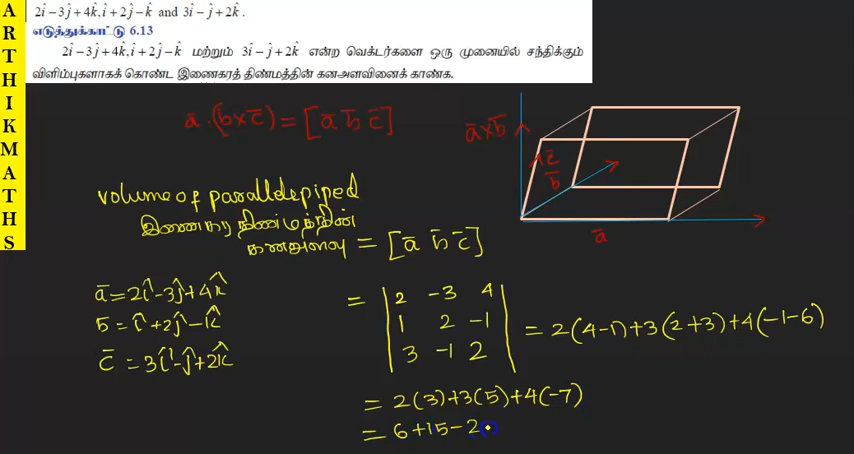 ARTHIKMATHS
2î-3ĵ+4k̂, î+2ĵ-k̂ and 3î-ĵ+2k̂.
எடுத்துக்காட்டு 6.13
2î-3ĵ+4k̂, î+2ĵ-k̂ மற்றும் 3î-ĵ+2k̂ என்ற வெக்டர்களை ஒரு முனையில் சந்திக்கும்
விளிம்புகளாகக் கொண்ட இணைகரத் திண்மத்தின் கனஅளவினைக் காண்க.
a̅ . (b̅ × c̅) = [a̅ b̅ c̅]
a̅×b̅
c̅
b̅
a̅
volume of parallelepiped
இணைகர திண்மத்தின்
கனஅளவு = [a̅ b̅ c̅]
a̅ = 2î-3ĵ+4k̂
b̅ = î+2ĵ-k̂
c̅ = 3î-ĵ+2k̂
= | 2 -3 4 |
| 1 2 -1 | = 2(4-1)+3(2+3)+4(-1-6)
| 3 -1 2 |
= 2(3)+3(5)+4(-7)
= 6+15-2